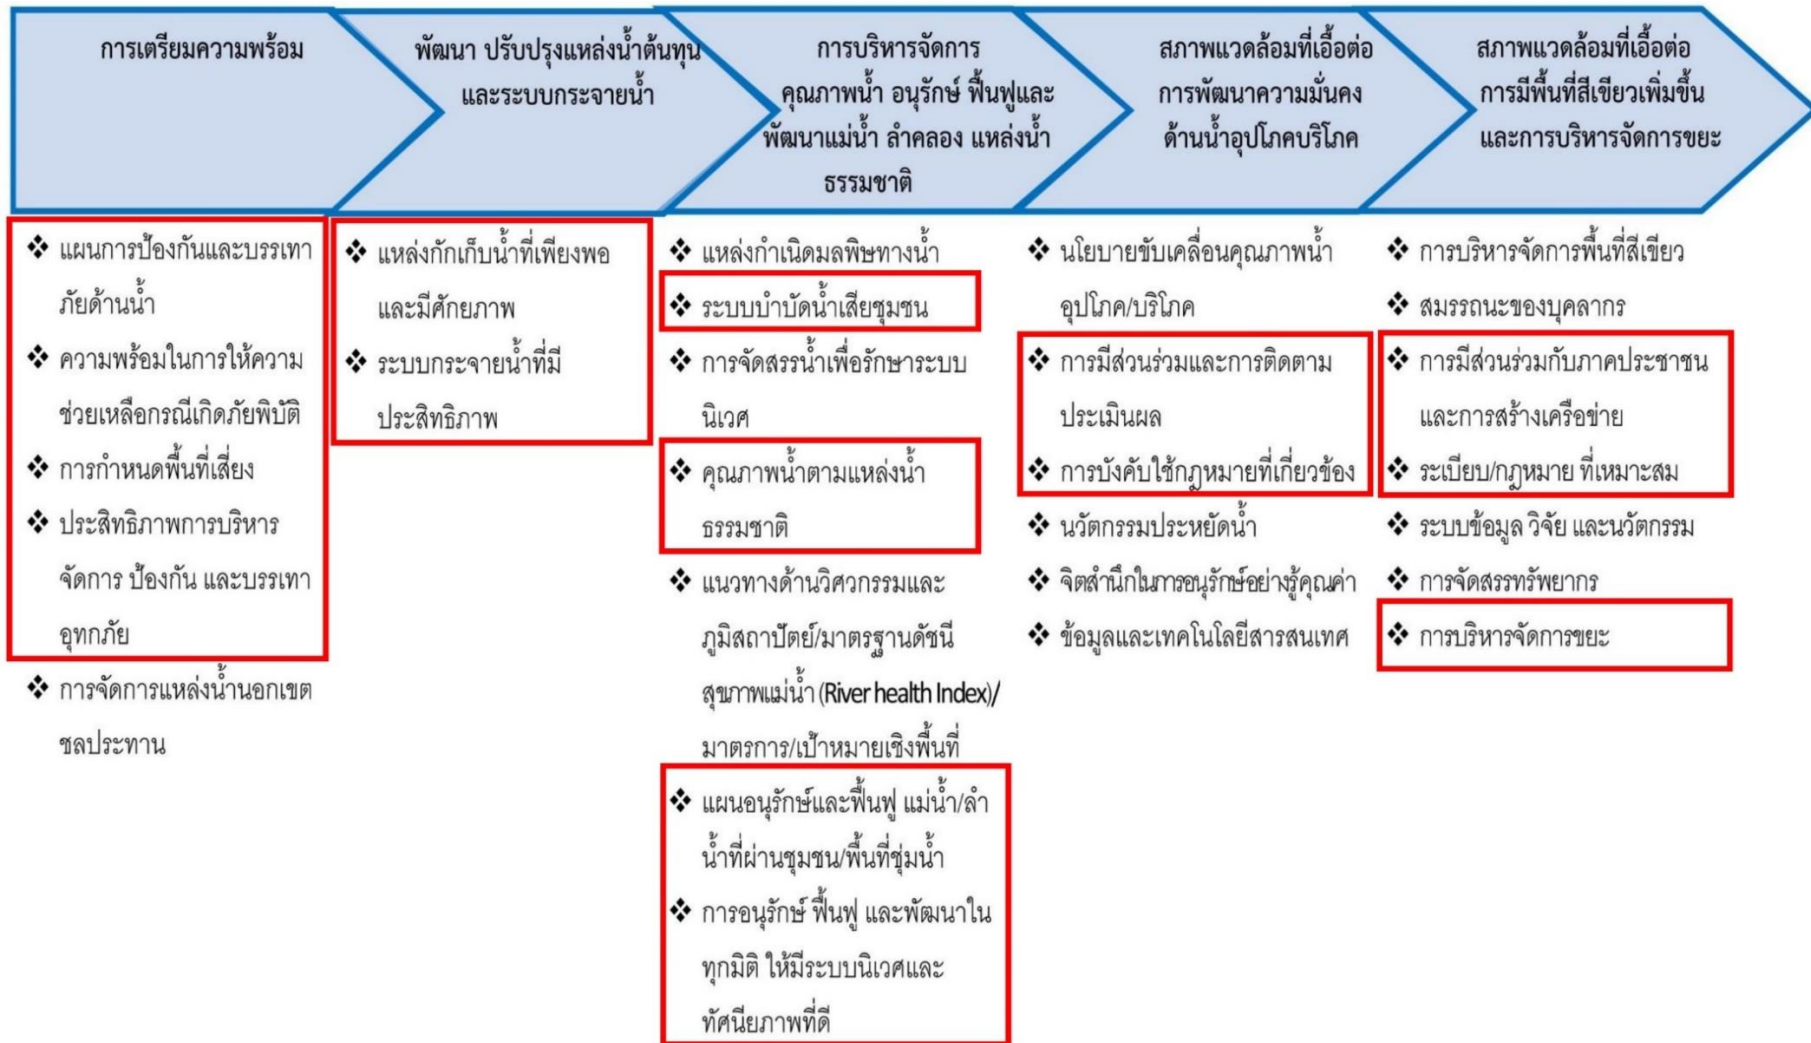 การเตรียมความพร้อม
พัฒนา ปรับปรุงแหล่งน้ำต้นทุน
และระบบกระจายน้ำ
การบริหารจัดการ
คุณภาพน้ำ อนุรักษ์ ฟื้นฟูและ
พัฒนาแม่น้ำ ลำคลอง แหล่งน้ำ
ธรรมชาติ
สภาพแวดล้อมที่เอื้อต่อ
การพัฒนาความมั่นคง
ด้านน้ำอุปโภคบริโภค
สภาพแวดล้อมที่เอื้อต่อ
การมีพื้นที่สีเขียวเพิ่มขึ้น
และการบริหารจัดการขยะ
❖ แผนการป้องกันและบรรเทา
ภัยด้านน้ำ
❖ ความพร้อมในการให้ความ
ช่วยเหลือกรณีเกิดภัยพิบัติ
❖ การกำหนดพื้นที่เสี่ยง
❖ ประสิทธิภาพการบริหาร
จัดการ ป้องกัน และบรรเทา
อุทกภัย
❖ การจัดการแหล่งน้ำนอกเขต
ชลประทาน
❖ แหล่งกักเก็บน้ำที่เพียงพอ
และมีศักยภาพ
❖ ระบบกระจายน้ำที่มี
ประสิทธิภาพ
❖ แหล่งกำเนิดมลพิษทางน้ำ
❖ ระบบบำบัดน้ำเสียชุมชน
❖ การจัดสรรน้ำเพื่อรักษาระบบ
นิเวศ
❖ คุณภาพน้ำตามแหล่งน้ำ
ธรรมชาติ
❖ แนวทางด้านวิศวกรรมและ
ภูมิสถาปัตย์/มาตรฐานดัชนี
สุขภาพแม่น้ำ (River health Index)/
มาตรการ/เป้าหมายเชิงพื้นที่
❖ แผนอนุรักษ์และฟื้นฟู แม่น้ำ/ลำ
น้ำที่ผ่านชุมชน/พื้นที่ชุ่มน้ำ
❖ การอนุรักษ์ ฟื้นฟู และพัฒนาใน
ทุกมิติ ให้มีระบบนิเวศและ
ทัศนียภาพที่ดี
❖ นโยบายขับเคลื่อนคุณภาพน้ำ
อุปโภค/บริโภค
❖ การมีส่วนร่วมและการติดตาม
ประเมินผล
❖ การบังคับใช้กฎหมายที่เกี่ยวข้อง
❖ นวัตกรรมประหยัดน้ำ
❖ จิตสำนึกในการอนุรักษ์อย่างรู้คุณค่า
❖ ข้อมูลและเทคโนโลยีสารสนเทศ
❖ การบริหารจัดการพื้นที่สีเขียว
❖ สมรรถนะของบุคลากร
❖ การมีส่วนร่วมกับภาคประชาชน
และการสร้างเครือข่าย
❖ ระเบียบ/กฎหมาย ที่เหมาะสม
❖ ระบบข้อมูล วิจัย และนวัตกรรม
❖ การจัดสรรทรัพยากร
❖ การบริหารจัดการขยะ